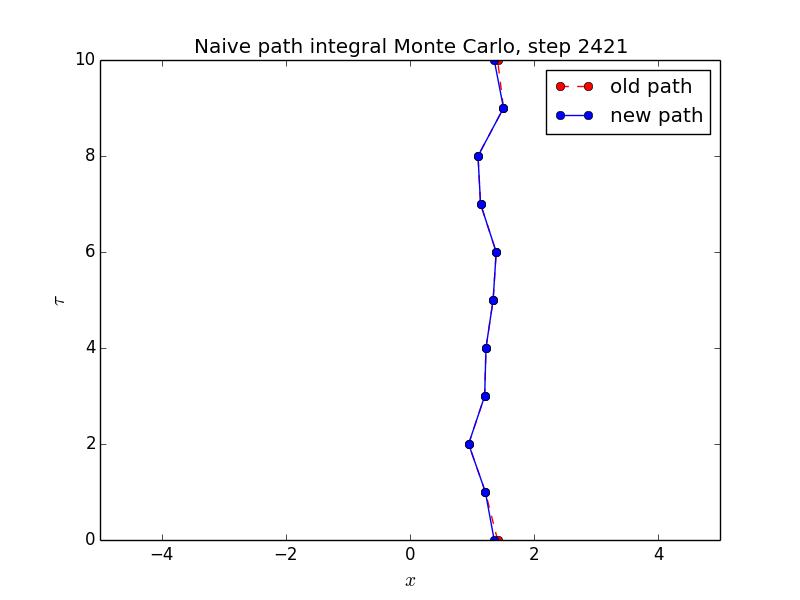 Naive path integral Monte Carlo, step 2421
old path
new path
10
8
6
4
2
0
τ
−4 −2 0 2 4
x